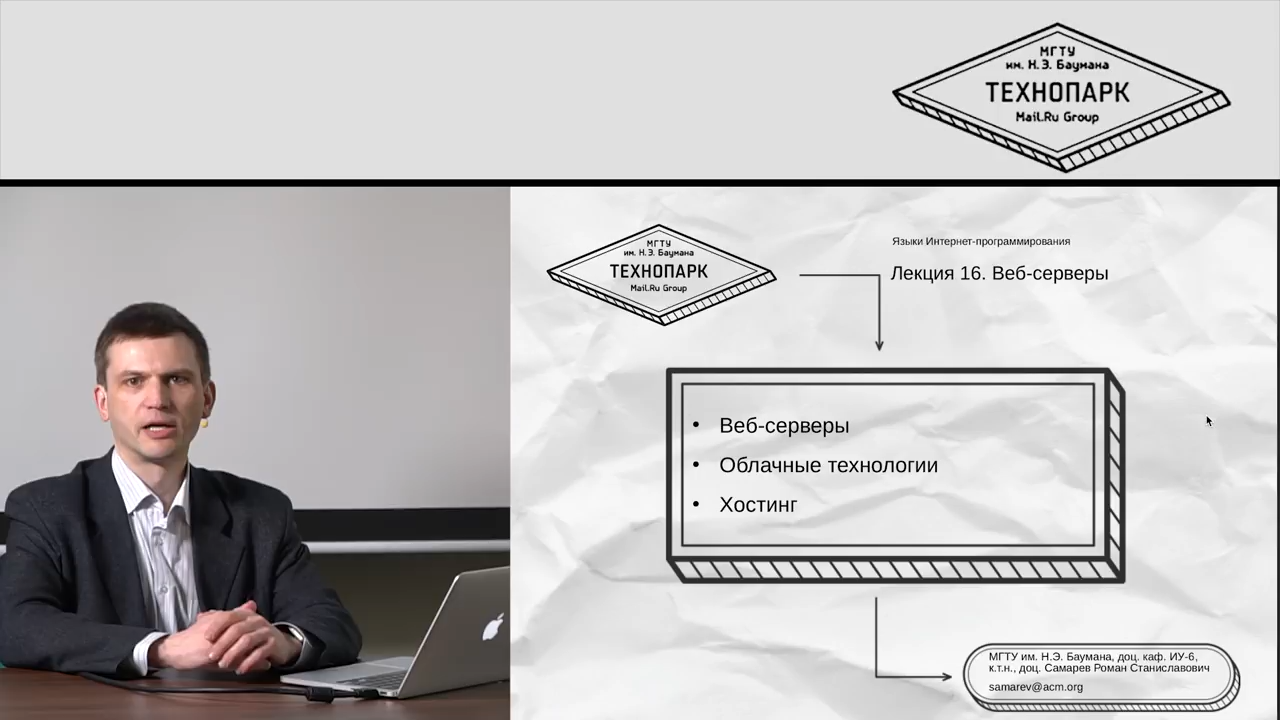 МГТУ
им. Н.Э. Баумана
ТЕХНОПАРК
Mail.Ru Group
МГТУ
им. Н.Э. Баумана
ТЕХНОПАРК
Mail.Ru Group
Языки Интернет-программирования
Лекция 16. Веб-серверы
• Веб-серверы
• Облачные технологии
• Хостинг
МГТУ им. Н.Э. Баумана, доц. каф. ИУ-6,
к.т.н., доц. Самарев Роман Станиславович
samarev@acm.org